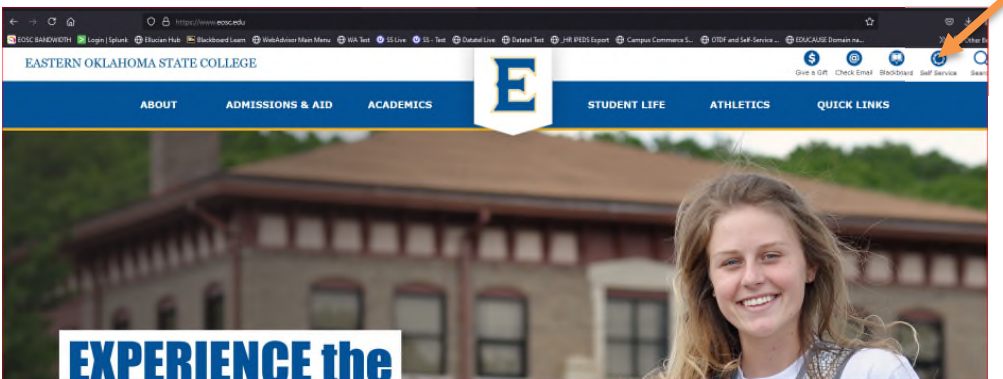 https://www.eosc.edu
EOSC BANDWIDTH Login | Splunk Ellucian Hub Blackboard Learn WebAdvisor Main Menu WA Test SS Live SS - Test Datatel Live Datatel Test _HR IPEDS Export Campus Commerce S... OTDF and Self-Service ... EDUCAUSE Domain na...
EASTERN OKLAHOMA STATE COLLEGE
E
Give a Gift Check Email Blackboard Self Service Search
ABOUT ADMISSIONS & AID ACADEMICS STUDENT LIFE ATHLETICS QUICK LINKS
EXPERIENCE the